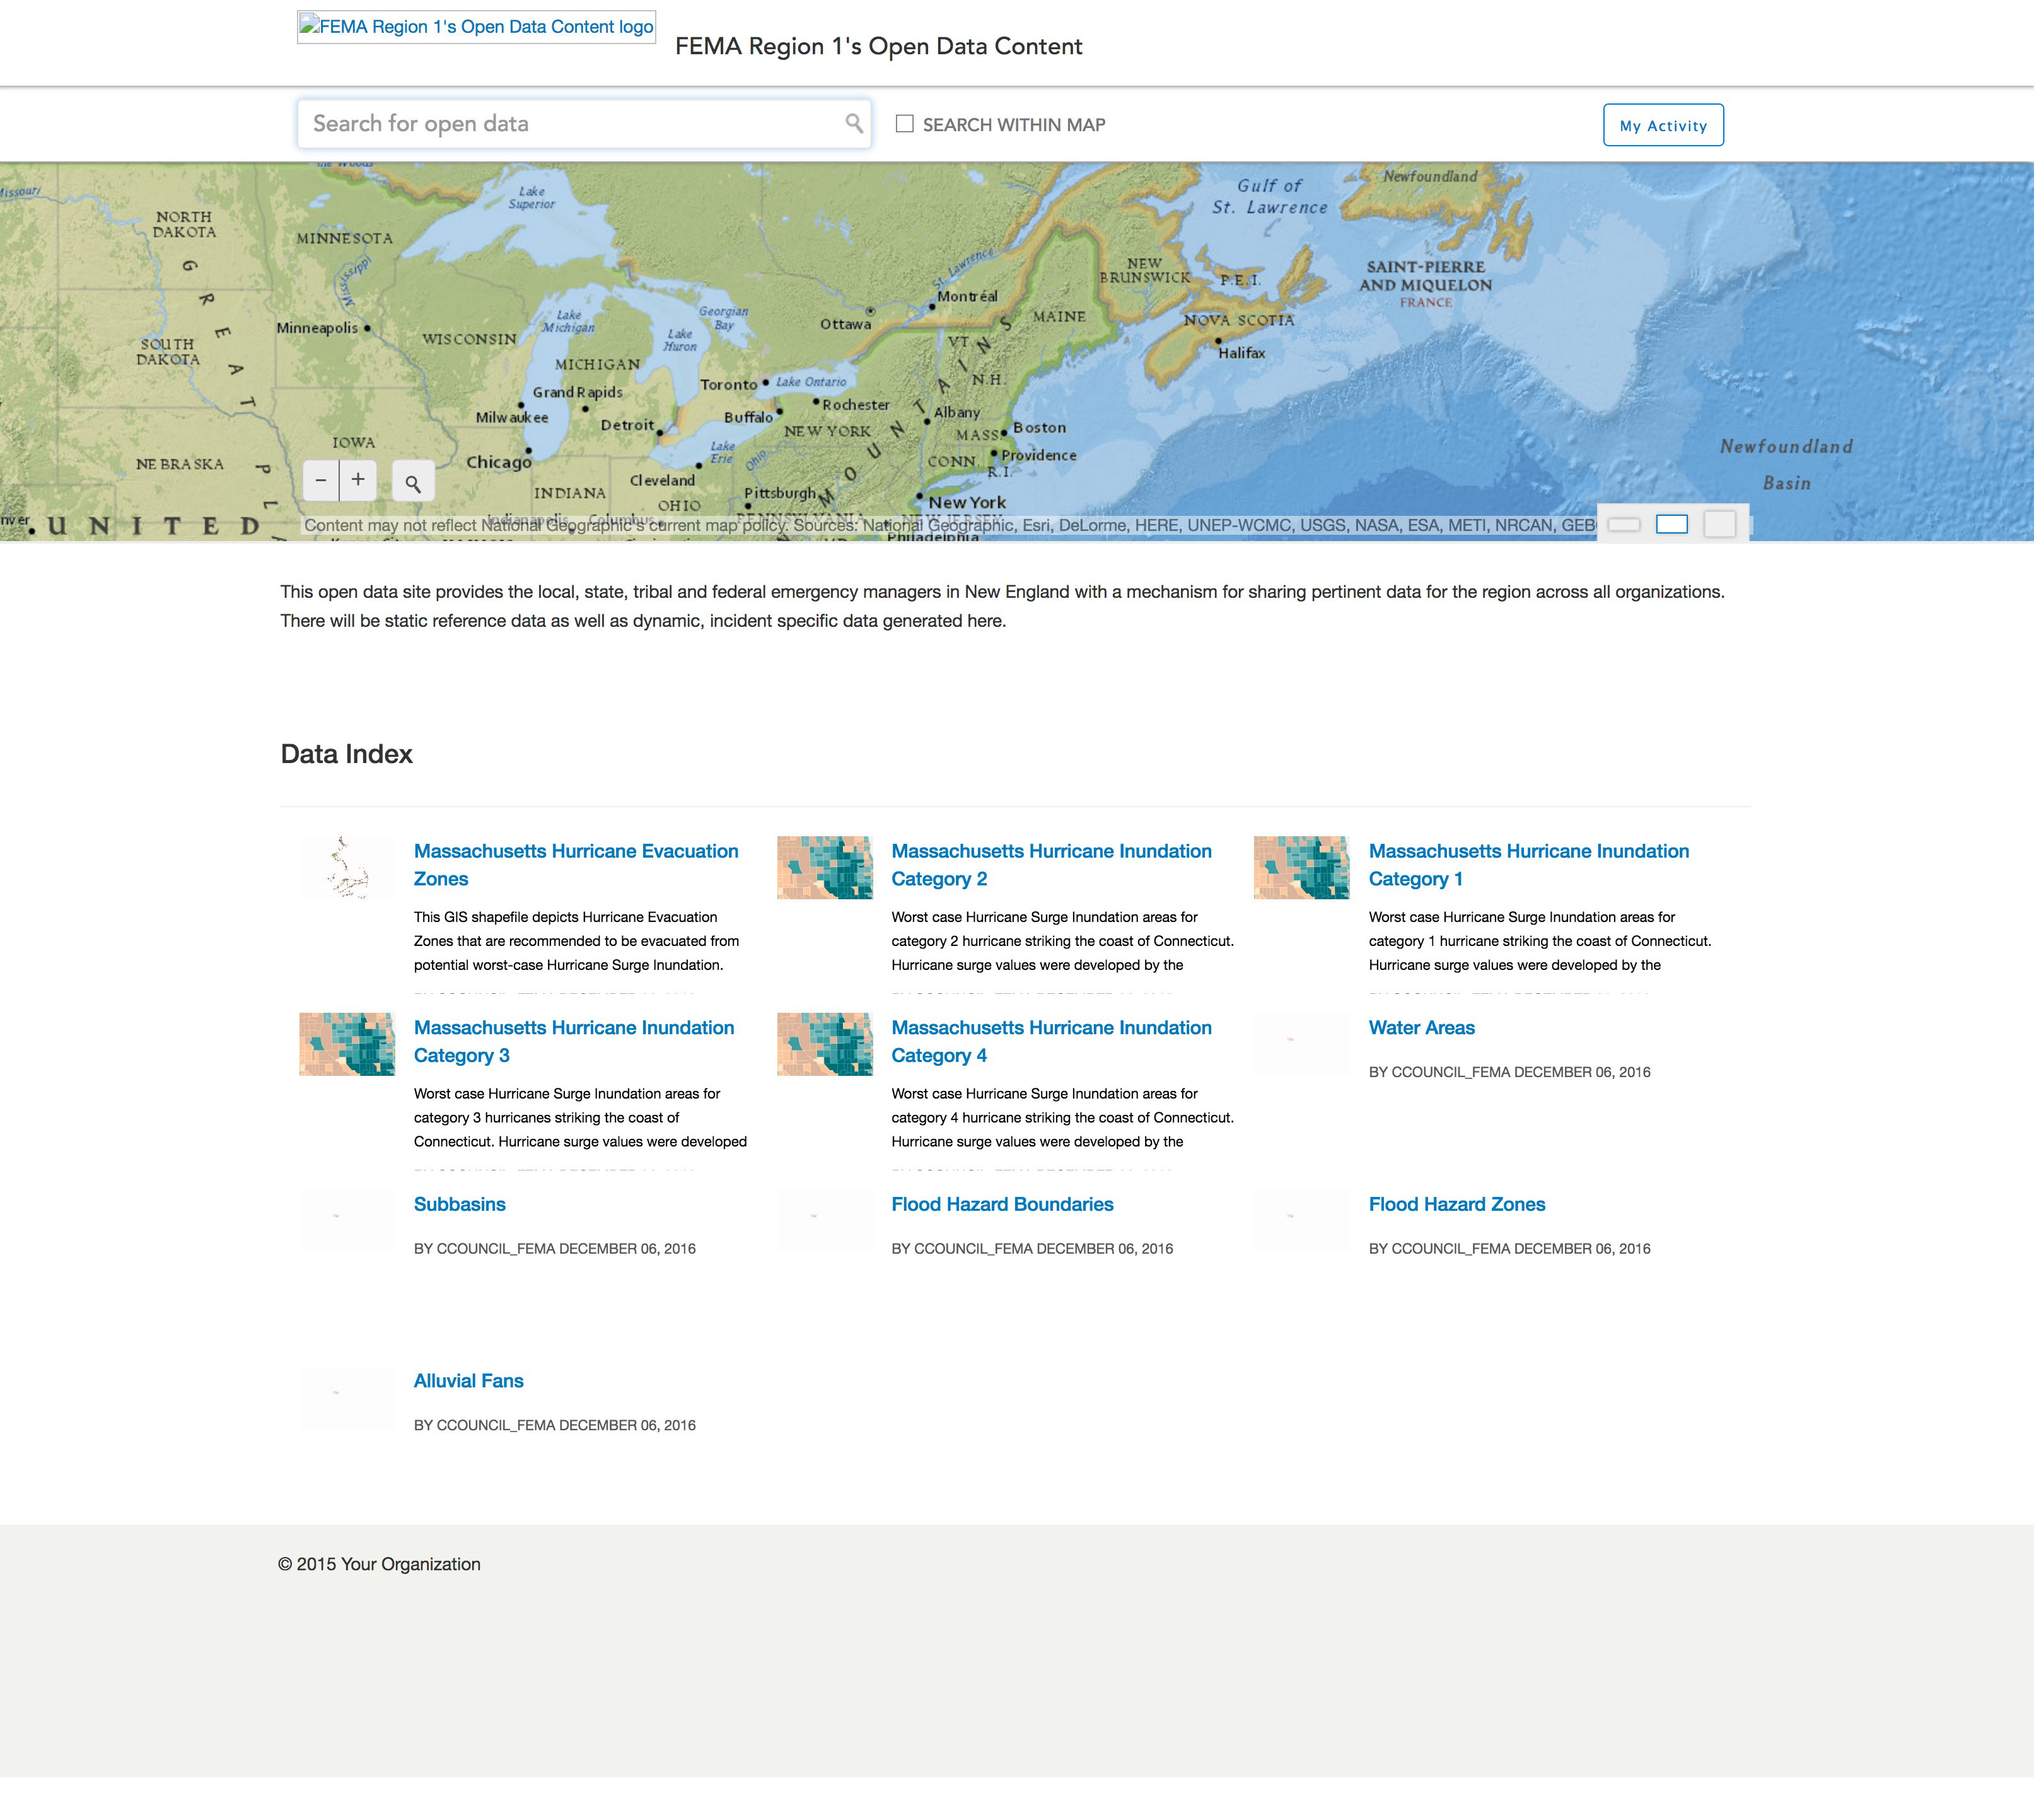 FEMA Region 1's Open Data Content logo
FEMA Region 1's Open Data Content
Search for open data
SEARCH WITHIN MAP
My Activity
Missouri
the Woods
NORTH
DAKOTA
MINNESOTA
Mississippi
Lake
Superior
Gulf of
St. Lawrence
Newfoundland
NEW
BRUNSWICK
P.E.I.
SAINT-PIERRE
AND MIQUELON
FRANCE
St. Lawrence
Montréal
Ottawa
MAINE
NOVA SCOTIA
Halifax
Minneapolis
WISCONSIN
Lake
Michigan
Georgian
Bay
Lake
Huron
SOUTH
DAKOTA
MICHIGAN
VT.
N.H.
Grand Rapids
Toronto
Lake Ontario
Milwaukee
Detroit
Buffalo
Rochester
NEW YORK
Albany
MASS.
Boston
IOWA
Lake
Erie
Ohio
CONN.
Providence
R.I.
NEBRASKA
Chicago
Cleveland
INDIANA
OHIO
Pittsburgh
New York
Newfoundland
Basin
GREAT PL
MOUNTAINS
- +
UNITED
Indianapolis
Columbus
PENNSYLVANIA
NEW JERSEY
Philadelphia
Content may not reflect National Geographic's current map policy. Sources: National Geographic, Esri, DeLorme, HERE, UNEP-WCMC, USGS, NASA, ESA, METI, NRCAN, GEB
This open data site provides the local, state, tribal and federal emergency managers in New England with a mechanism for sharing pertinent data for the region across all organizations.
There will be static reference data as well as dynamic, incident specific data generated here.
Data Index
Massachusetts Hurricane Evacuation
Zones
This GIS shapefile depicts Hurricane Evacuation
Zones that are recommended to be evacuated from
potential worst-case Hurricane Surge Inundation.
Massachusetts Hurricane Inundation
Category 2
Worst case Hurricane Surge Inundation areas for
category 2 hurricane striking the coast of Connecticut.
Hurricane surge values were developed by the
Massachusetts Hurricane Inundation
Category 1
Worst case Hurricane Surge Inundation areas for
category 1 hurricane striking the coast of Connecticut.
Hurricane surge values were developed by the
Massachusetts Hurricane Inundation
Category 3
Worst case Hurricane Surge Inundation areas for
category 3 hurricanes striking the coast of
Connecticut. Hurricane surge values were developed
Massachusetts Hurricane Inundation
Category 4
Worst case Hurricane Surge Inundation areas for
category 4 hurricane striking the coast of Connecticut.
Hurricane surge values were developed by the
Water Areas
BY CCOUNCIL_FEMA DECEMBER 06, 2016
Subbasins
BY CCOUNCIL_FEMA DECEMBER 06, 2016
Flood Hazard Boundaries
BY CCOUNCIL_FEMA DECEMBER 06, 2016
Flood Hazard Zones
BY CCOUNCIL_FEMA DECEMBER 06, 2016
Alluvial Fans
BY CCOUNCIL_FEMA DECEMBER 06, 2016
© 2015 Your Organization